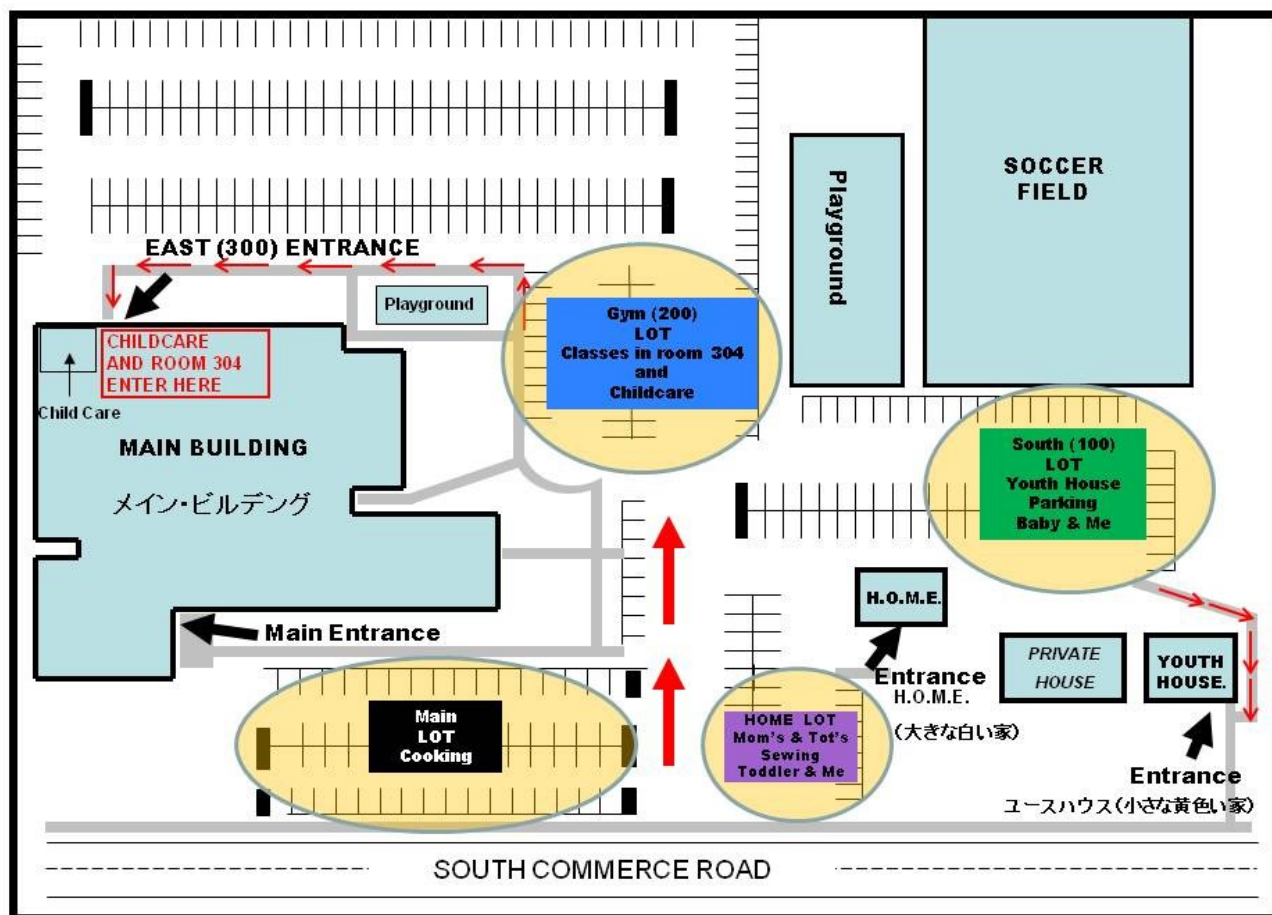 EAST (300) ENTRANCE
Playground
CHILDCARE
AND ROOM 304
ENTER HERE
Child Care
MAIN BUILDING
メイン・ビルデング
Main Entrance
Gym (200)
LOT
Classes in room 304
and
Childcare
Playground
SOCCER
FIELD
South (100)
LOT
Youth House
Parking
Baby & Me
H.O.M.E.
Entrance
H.O.M.E.
(大きな白い家)
PRIVATE
HOUSE
YOUTH
HOUSE.
Entrance
ユースハウス(小さな黄色い家)
Main
LOT
Cooking
HOME LOT
Mom's & Tot's
Sewing
Toddler & Me
SOUTH COMMERCE ROAD